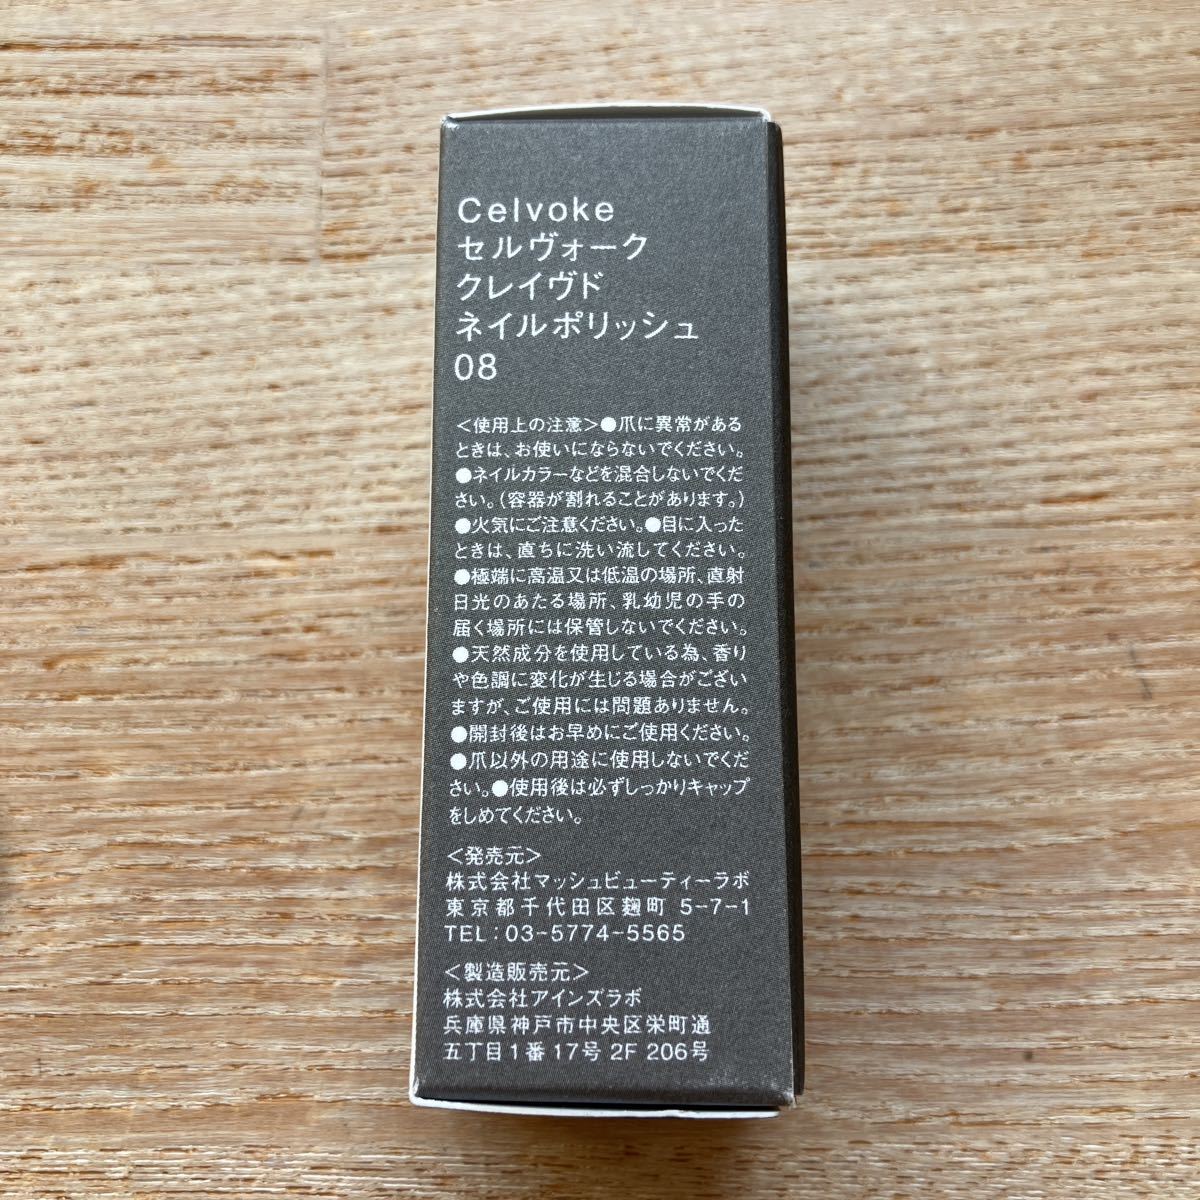 Celvoke
セルヴォーク
クレイヴド
ネイルポリッシュ
08
＜使用上の注意＞●爪に異常がある
ときは、お使いにならないでください。
●ネイルカラーなどを混合しないでくだ
さい。（容器が割れることがあります。）
●火気にご注意ください。●目に入った
ときは、直ちに洗い流してください。
●極端に高温又は低温の場所、直射
日光のあたる場所、乳幼児の手の
届く場所には保管しないでください。
●天然成分を使用している為、香り
や色調に変化が生じる場合がござい
ますが、ご使用には問題ありません。
●開封後はお早めにご使用ください。
●爪以外の用途に使用しないでくだ
さい。●使用後は必ずしっかりキャップ
をしめてください。
＜発売元＞
株式会社マッシュビューティーラボ
東京都千代田区麹町 5-7-1
TEL：03-5774-5565
＜製造販売元＞
株式会社アインズラボ
兵庫県神戸市中央区栄町通
五丁目1番17号 2F 206号